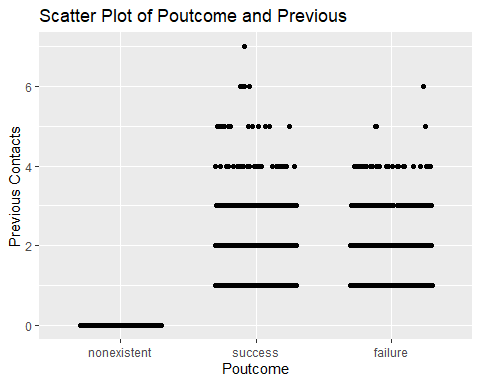 Scatter Plot of Poutcome and Previous
Previous Contacts
6
4
2
0
nonexistent success failure
Poutcome